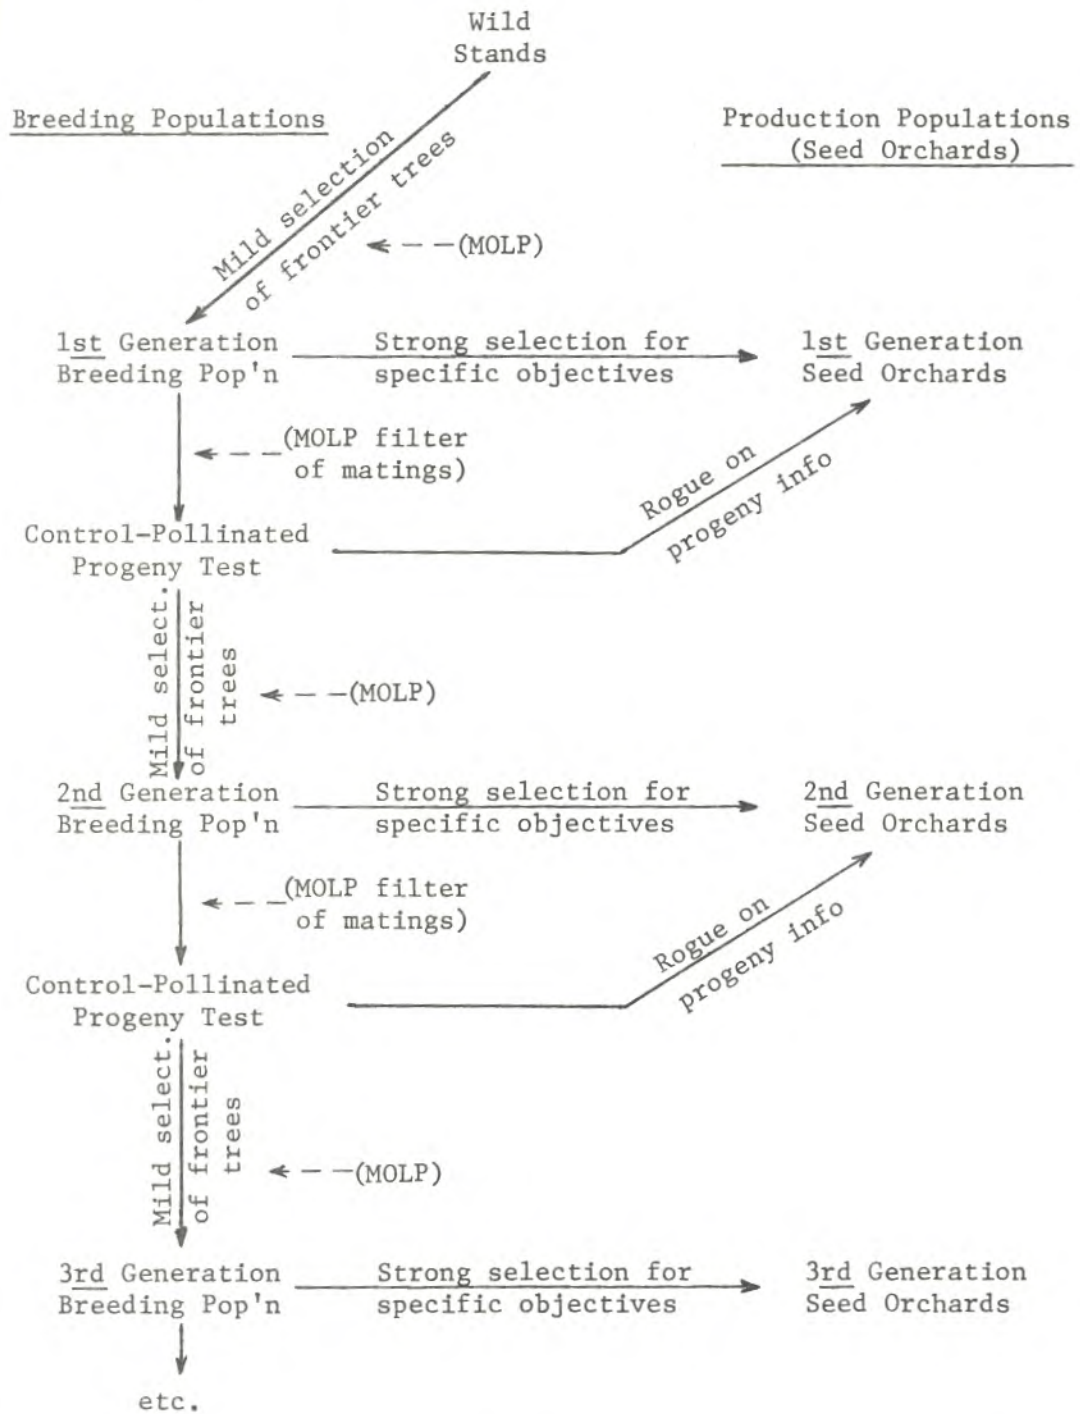 Wild
Stands
Breeding Populations
Production Populations
(Seed Orchards)
Mild selection
of frontier trees
(MOLP)
1st Generation
Breeding Pop'n
Strong selection for
specific objectives
1st Generation
Seed Orchards
(MOLP filter
of matings)
Rogue on
progeny info
Control-Pollinated
Progeny Test
Mild select.
of frontier
trees
(MOLP)
2nd Generation
Breeding Pop'n
Strong selection for
specific objectives
2nd Generation
Seed Orchards
(MOLP filter
of matings)
Rogue on
progeny info
Control-Pollinated
Progeny Test
Mild select.
of frontier
trees
(MOLP)
3rd Generation
Breeding Pop'n
Strong selection for
specific objectives
3rd Generation
Seed Orchards
etc.